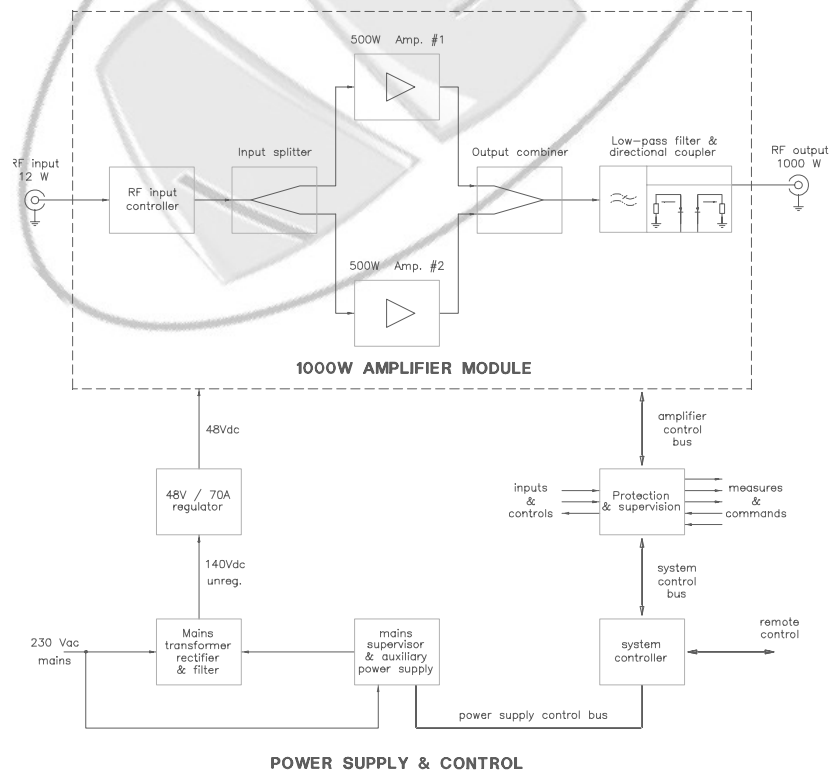 500W Amp. #1
RF input
12 W
RF input
controller
Input splitter
Output combiner
Low-pass filter &
directional coupler
RF output
1000 W
500W Amp. #2
1000W AMPLIFIER MODULE
48Vdc
amplifier
control
bus
48V / 70A
regulator
inputs
&
controls
Protection
& supervision
measures
&
commands
140Vdc
unreg.
system
control
bus
230 Vac
mains
Mains
transformer
rectifier
& filter
mains
supervisor
& auxiliary
power supply
system
controller
remote
control
power supply control bus
POWER SUPPLY & CONTROL